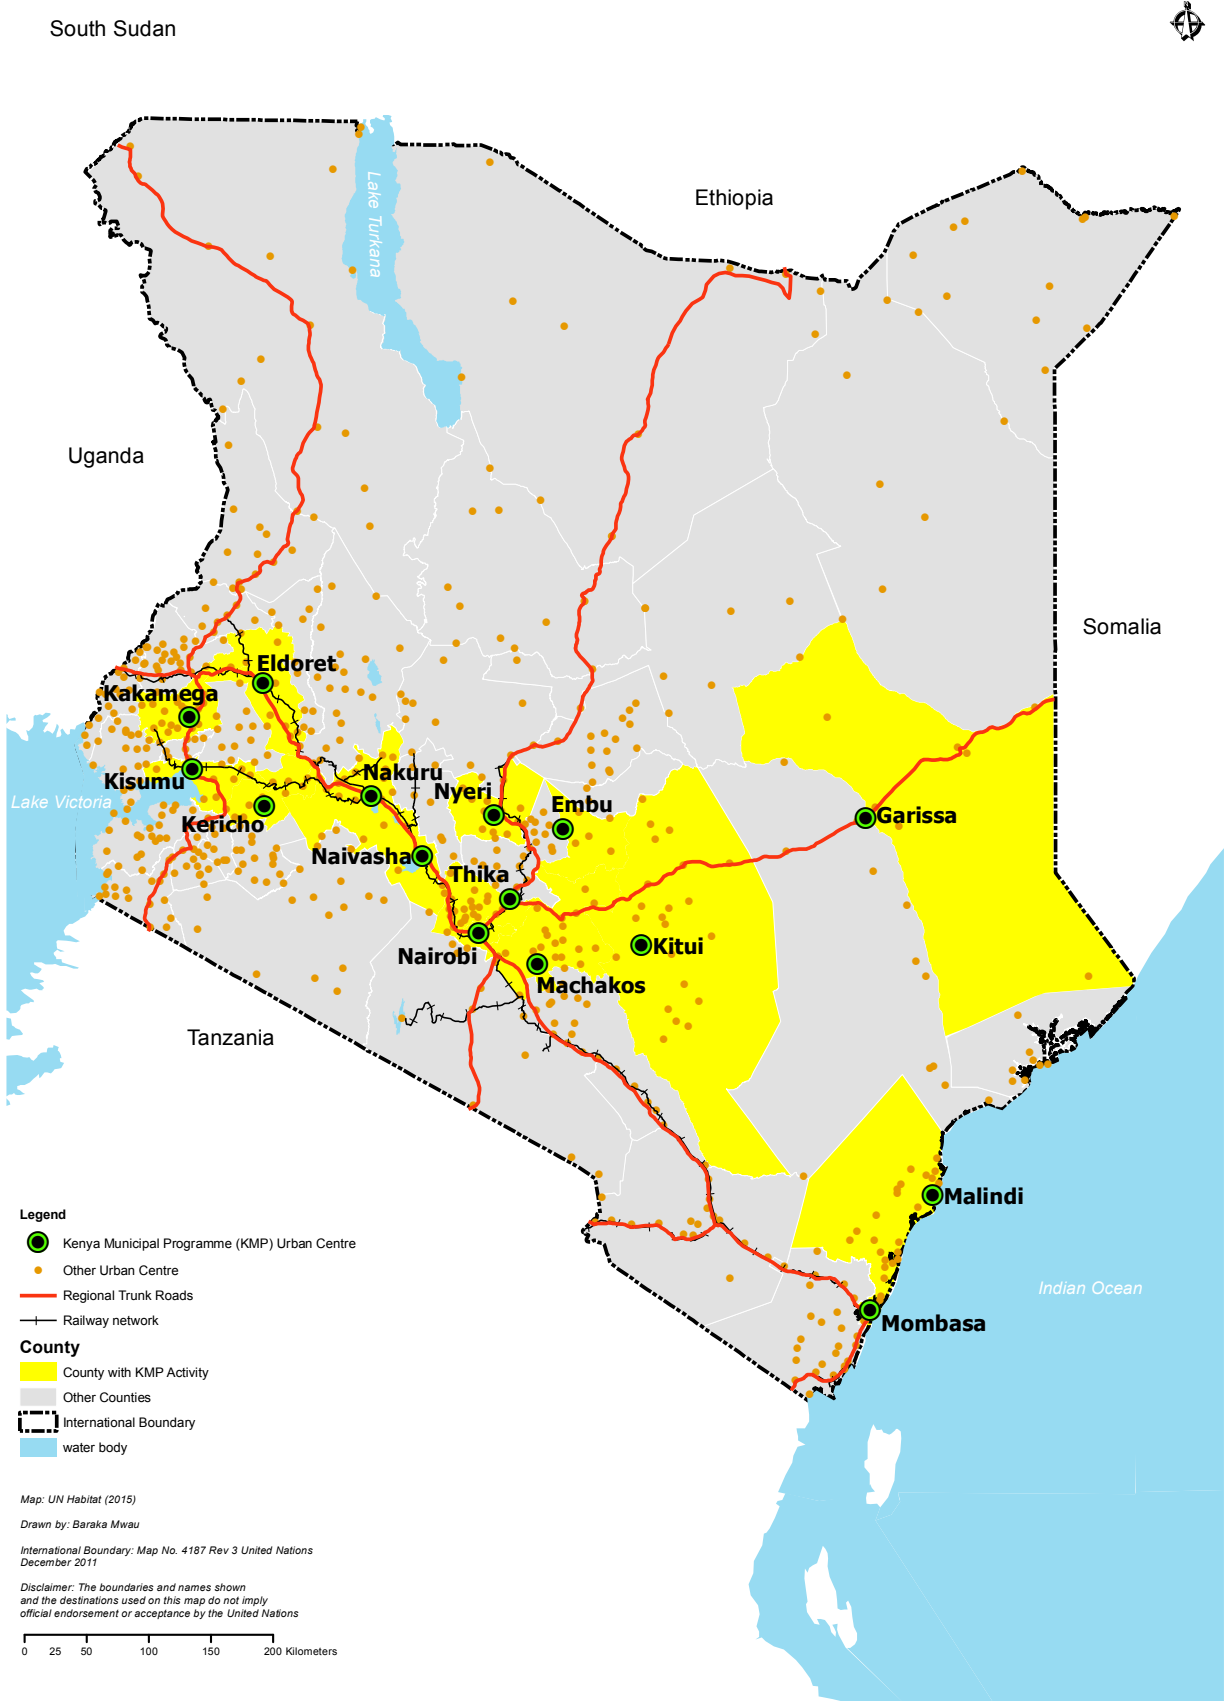 South Sudan
Ethiopia
Lake Turkana
Uganda
Somalia
Eldoret
Kakamega
Kisumu
Nakuru
Nyeri
Embu
Lake Victoria
Kericho
Garissa
Naivasha
Thika
Nairobi
Kitui
Machakos
Tanzania
Malindi
Indian Ocean
Mombasa
Legend
Kenya Municipal Programme (KMP) Urban Centre
Other Urban Centre
Regional Trunk Roads
Railway network
County
County with KMP Activity
Other Counties
International Boundary
water body
Map: UN Habitat (2015)
Drawn by: Baraka Mwau
International Boundary: Map No. 4187 Rev 3 United Nations
December 2011
Disclaimer: The boundaries and names shown
and the destinations used on this map do not imply
official endorsement or acceptance by the United Nations
0 25 50 100 150 200 Kilometers